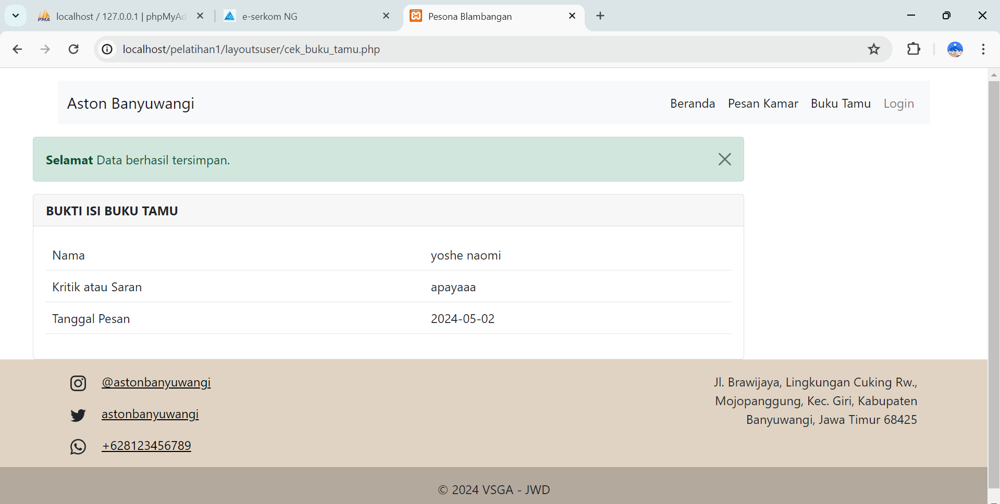 PMA localhost / 127.0.0.1 | phpMyAd
e-serkom NG
Pesona Blambangan
localhost/pelatihan1/layoutsuser/cek_buku_tamu.php
Aston Banyuwangi
Beranda Pesan Kamar Buku Tamu Login
Selamat Data berhasil tersimpan.
BUKTI ISI BUKU TAMU
Nama yoshe naomi
Kritik atau Saran apayaaa
Tanggal Pesan 2024-05-02
@astonbanyuwangi
astonbanyuwangi
+628123456789
Jl. Brawijaya, Lingkungan Cuking Rw.,
Mojopanggung, Kec. Giri, Kabupaten
Banyuwangi, Jawa Timur 68425
© 2024 VSGA - JWD